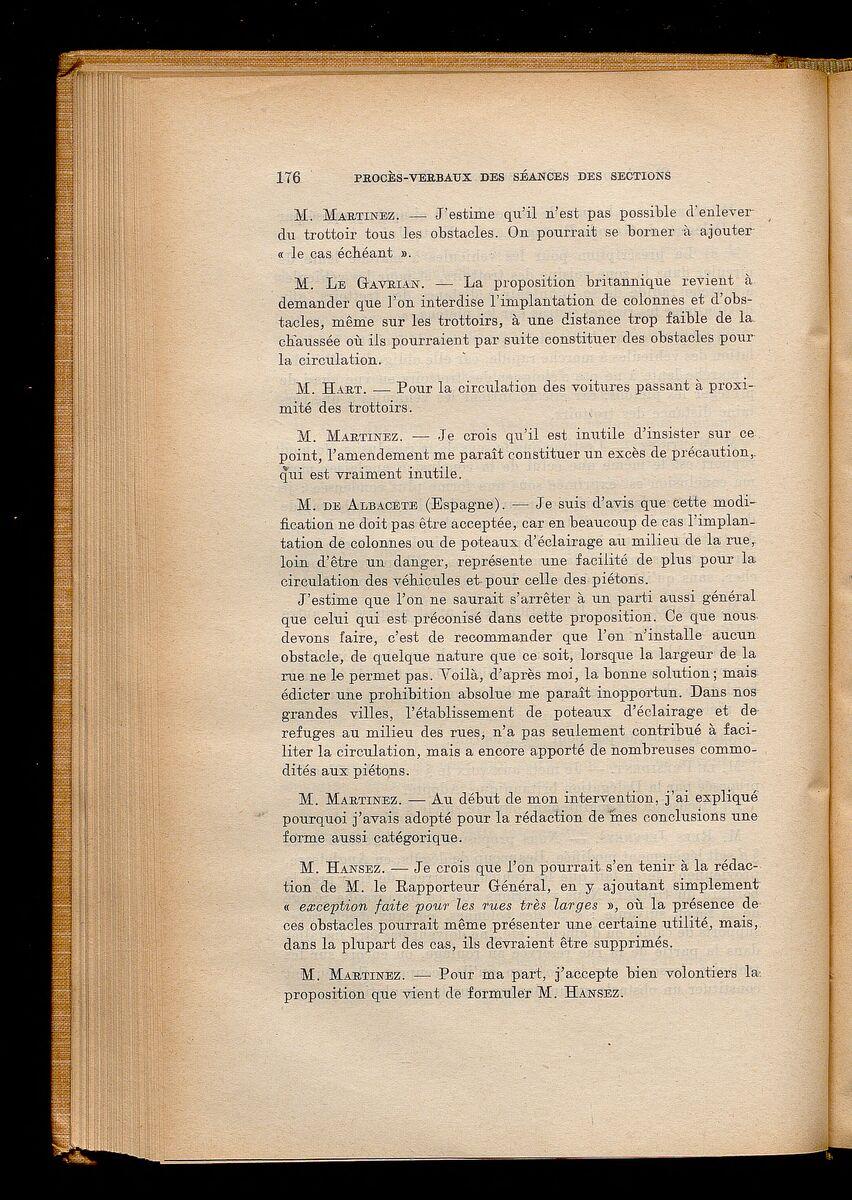 176 PROCÈS-VERBAUX DES SÉANCES DES SECTIONS
M. MARTINEZ. — J'estime qu'il n'est pas possible d'enlever
du trottoir tous les obstacles. On pourrait se borner à ajouter
« le cas échéant ».
M. LE GAVRIAN. — La proposition britannique revient à
demander que l'on interdise l'implantation de colonnes et d'obs-
tacles, même sur les trottoirs, à une distance trop faible de la
chaussée où ils pourraient par suite constituer des obstacles pour
la circulation.
M. HART. — Pour la circulation des voitures passant à proxi-
mité des trottoirs.
M. MARTINEZ. — Je crois qu'il est inutile d'insister sur ce
point, l'amendement me paraît constituer un excès de précaution,
qui est vraiment inutile.
M. DE ALBACETE (Espagne). — Je suis d'avis que cette modi-
fication ne doit pas être acceptée, car en beaucoup de cas l'implan-
tation de colonnes ou de poteaux d'éclairage au milieu de la rue,
loin d'être un danger, représente une facilité de plus pour la
circulation des véhicules et pour celle des piétons.
J'estime que l'on ne saurait s'arrêter à un parti aussi général
que celui qui est préconisé dans cette proposition. Ce que nous
devons faire, c'est de recommander que l'on n'installe aucun
obstacle, de quelque nature que ce soit, lorsque la largeur de la
rue ne le permet pas. Voilà, d'après moi, la bonne solution; mais
édicter une prohibition absolue me paraît inopportun. Dans nos
grandes villes, l'établissement de poteaux d'éclairage et de
refuges au milieu des rues, n'a pas seulement contribué à faci-
liter la circulation, mais a encore apporté de nombreuses commo-
dités aux piétons.
M. MARTINEZ. — Au début de mon intervention, j'ai expliqué
pourquoi j'avais adopté pour la rédaction de mes conclusions une
forme aussi catégorique.
M. HANSEZ. — Je crois que l'on pourrait s'en tenir à la rédac-
tion de M. le Rapporteur Général, en y ajoutant simplement
« exception faite pour les rues très larges », où la présence de
ces obstacles pourrait même présenter une certaine utilité, mais,
dans la plupart des cas, ils devraient être supprimés.
M. MARTINEZ. — Pour ma part, j'accepte bien volontiers la
proposition que vient de formuler M. HANSEZ.